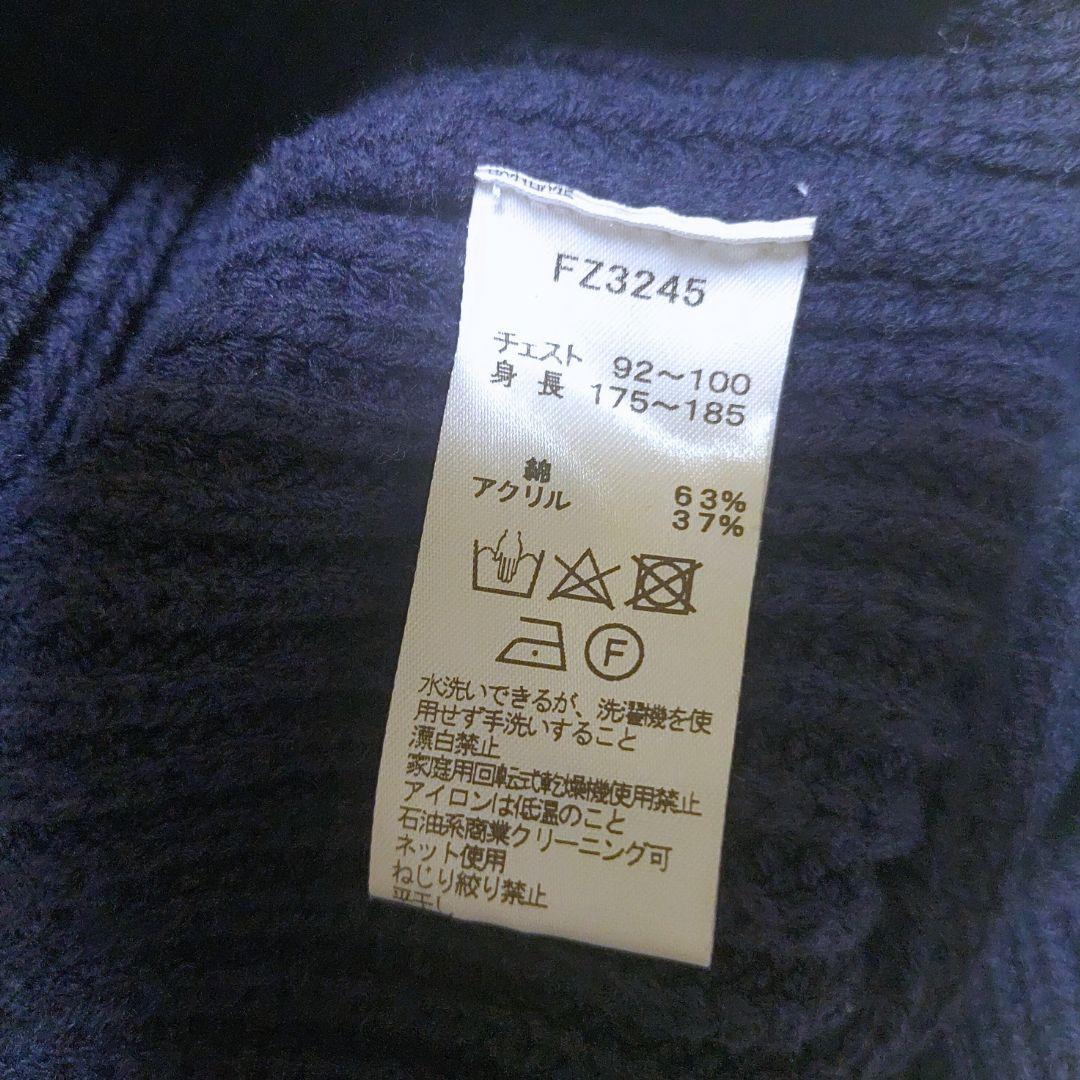 FZ3245
チェスト 92～100
身長 175～185
綿 63%
アクリル 37%
F
水洗いできるが、洗濯機を使
用せず手洗いすること
漂白禁止
家庭用回転式乾燥機使用禁止
アイロンは低温のこと
石油系商業クリーニング可
ネット使用
ねじり絞り禁止
平干し